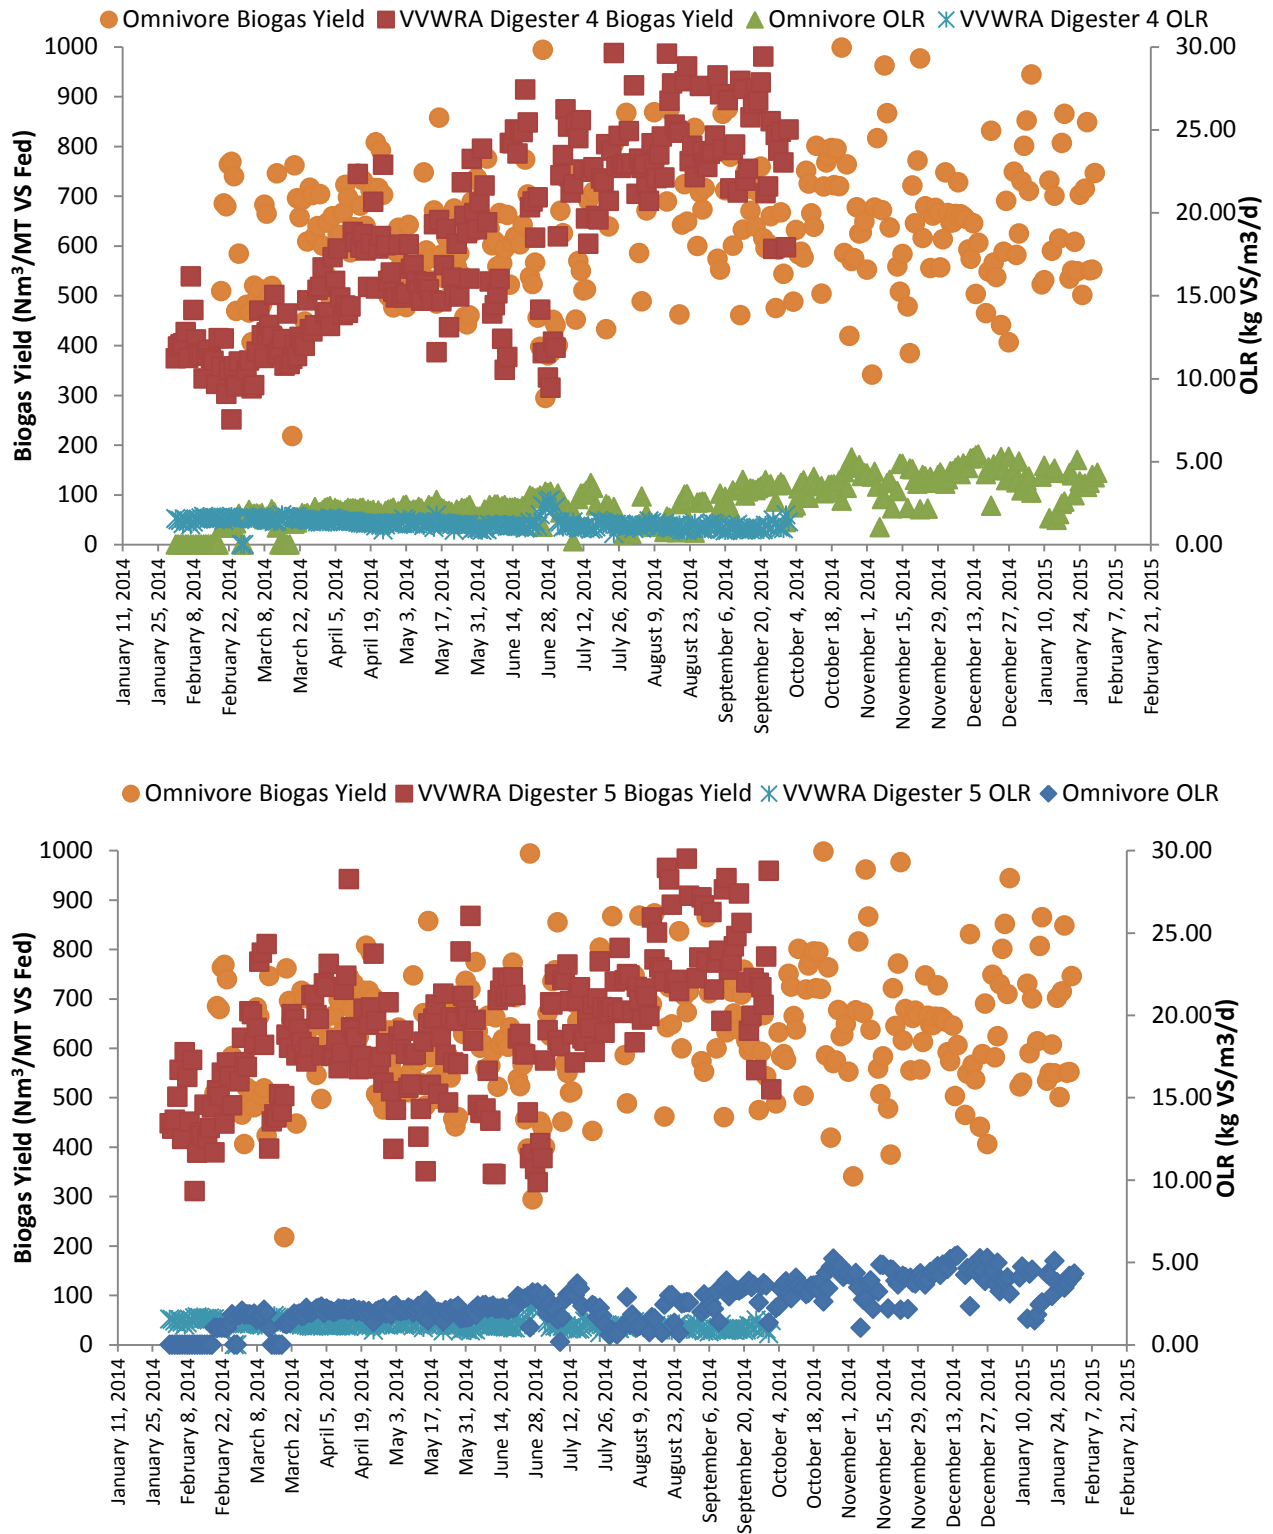 Omnivore Biogas Yield VVWRA Digester 4 Biogas Yield Omnivore OLR VVWRA Digester 4 OLR
1000 30.00
900
25.00
800
700
20.00
600
500 15.00
400
10.00
300
200
5.00
100
0 0.00
Biogas Yield (Nm³/MT VS Fed)
OLR (kg VS/m3/d)
January 11, 2014
January 25, 2014
February 8, 2014
February 22, 2014
March 8, 2014
March 22, 2014
April 5, 2014
April 19, 2014
May 3, 2014
May 17, 2014
May 31, 2014
June 14, 2014
June 28, 2014
July 12, 2014
July 26, 2014
August 9, 2014
August 23, 2014
September 6, 2014
September 20, 2014
October 4, 2014
October 18, 2014
November 1, 2014
November 15, 2014
November 29, 2014
December 13, 2014
December 27, 2014
January 10, 2015
January 24, 2015
February 7, 2015
February 21, 2015
Omnivore Biogas Yield VVWRA Digester 5 Biogas Yield VVWRA Digester 5 OLR Omnivore OLR
1000 30.00
900
25.00
800
700
20.00
600
500 15.00
400
10.00
300
200
5.00
100
0 0.00
Biogas Yield (Nm³/MT VS Fed)
OLR (kg VS/m3/d)
January 11, 2014
January 25, 2014
February 8, 2014
February 22, 2014
March 8, 2014
March 22, 2014
April 5, 2014
April 19, 2014
May 3, 2014
May 17, 2014
May 31, 2014
June 14, 2014
June 28, 2014
July 12, 2014
July 26, 2014
August 9, 2014
August 23, 2014
September 6, 2014
September 20, 2014
October 4, 2014
October 18, 2014
November 1, 2014
November 15, 2014
November 29, 2014
December 13, 2014
December 27, 2014
January 10, 2015
January 24, 2015
February 7, 2015
February 21, 2015